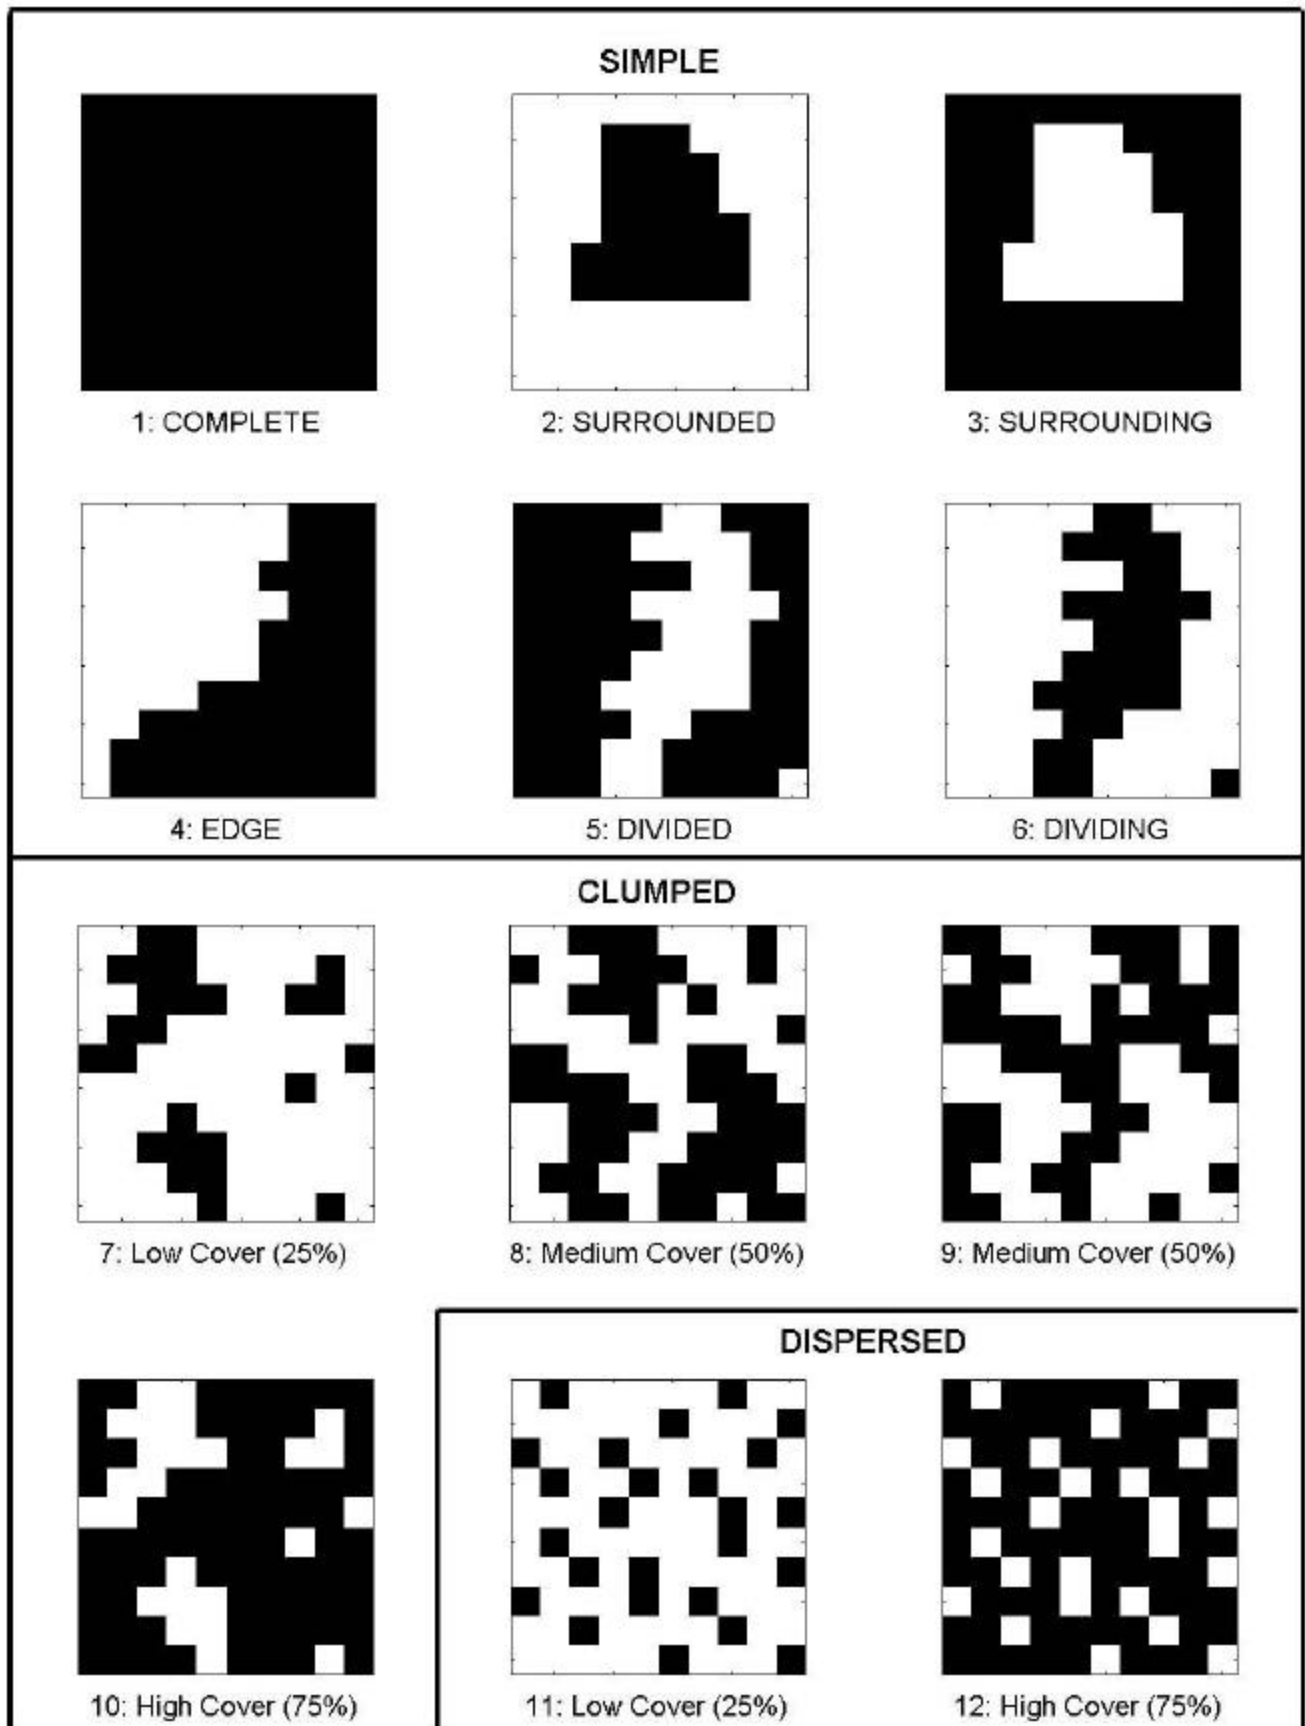 SIMPLE
1: COMPLETE
2: SURROUNDED
3: SURROUNDING
4: EDGE
5: DIVIDED
6: DIVIDING
CLUMPED
7: Low Cover (25%)
8: Medium Cover (50%)
9: Medium Cover (50%)
DISPERSED
10: High Cover (75%)
11: Low Cover (25%)
12: High Cover (75%)